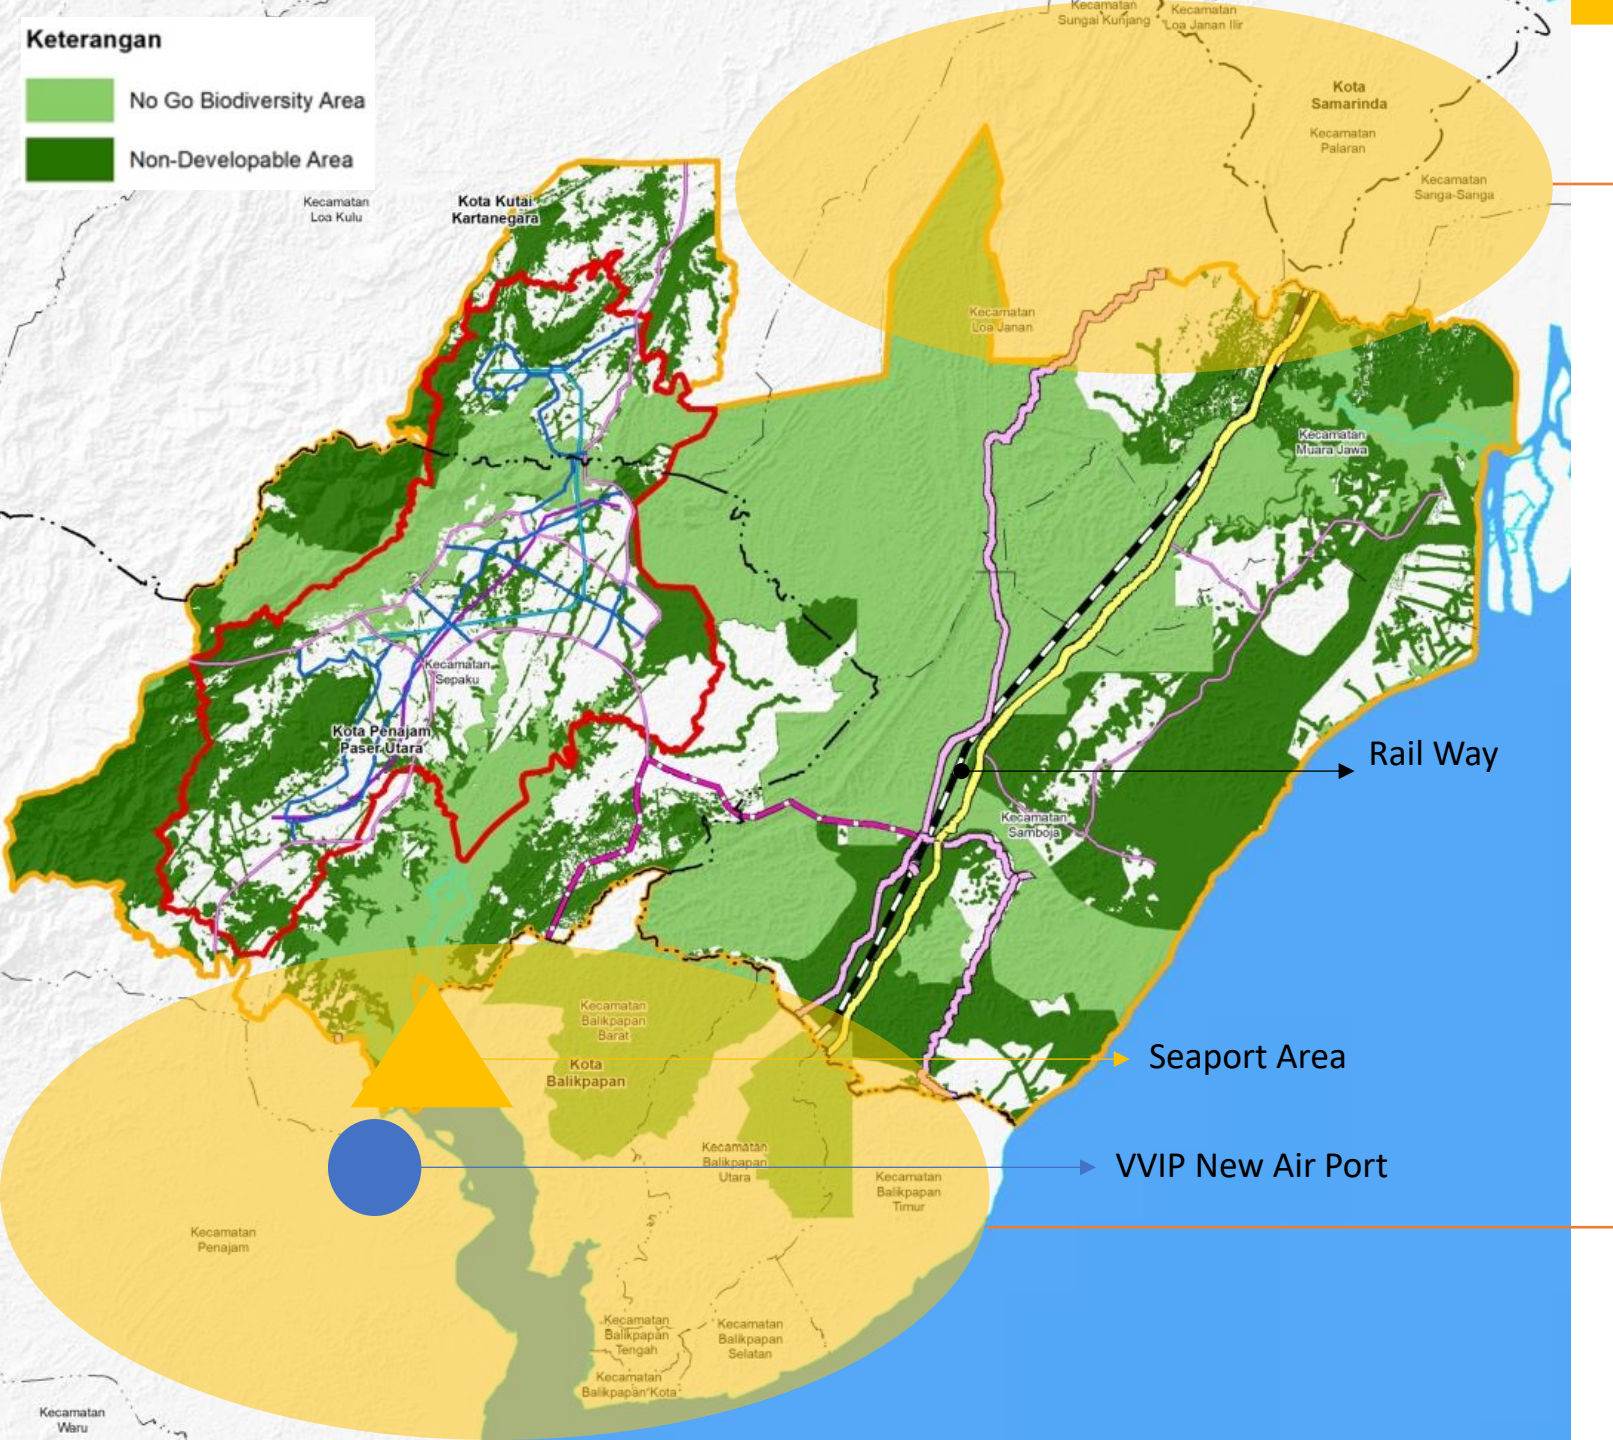 Kecamatan
Sungai Kunjang
Kecamatan
Loa Janan Ilir
Keterangan
No Go Biodiversity Area
Non-Developable Area
Kota
Samarinda
Kecamatan
Palaran
Kecamatan
Sanga-Sanga
Kecamatan
Loa Kulu
Kota Kutai
Kartanegara
Kecamatan
Loa Janan
Kecamatan
Muara Jawa
Kecamatan
Sepaku
Kota Penajam
Paser Utara
Rail Way
Kecamatan
Samboja
Kecamatan
Balikpapan
Barat
Kota
Balikpapan
Seaport Area
Kecamatan
Balikpapan
Utara
VVIP New Air Port
Kecamatan
Balikpapan
Timur
Kecamatan
Penajam
Kecamatan
Balikpapan
Tengah
Kecamatan
Balikpapan
Selatan
Kecamatan
Balikpapan Kota
Kecamatan
Waru